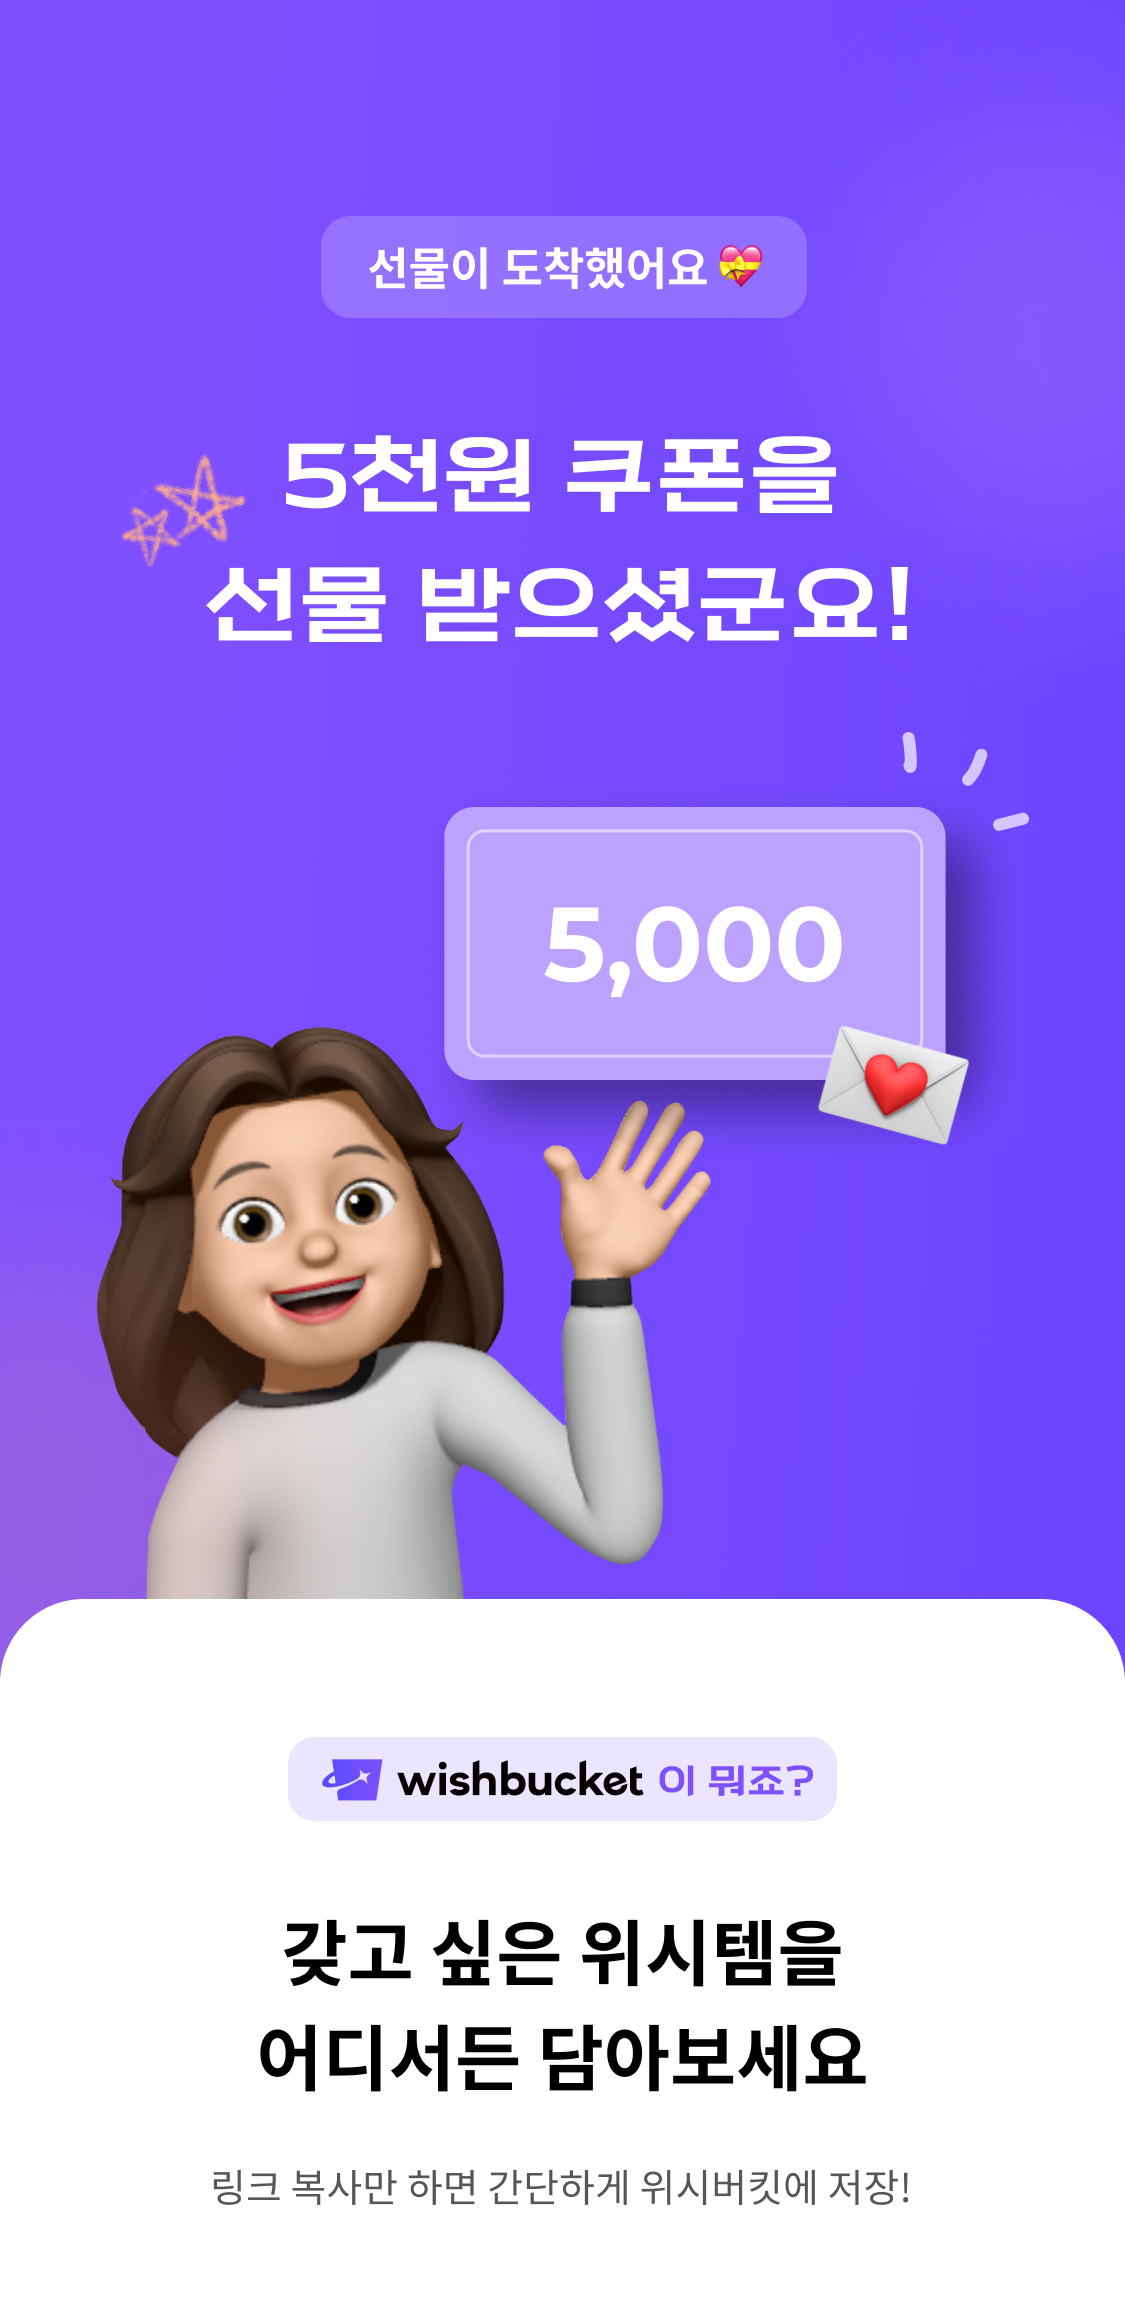 선물이 도착했어요 💝
5천원 쿠폰을
선물 받으셨군요!
5,000
wishbucket 이 뭐죠?
갖고 싶은 위시템을
어디서든 담아보세요
링크 복사만 하면 간단하게 위시버킷에 저장!